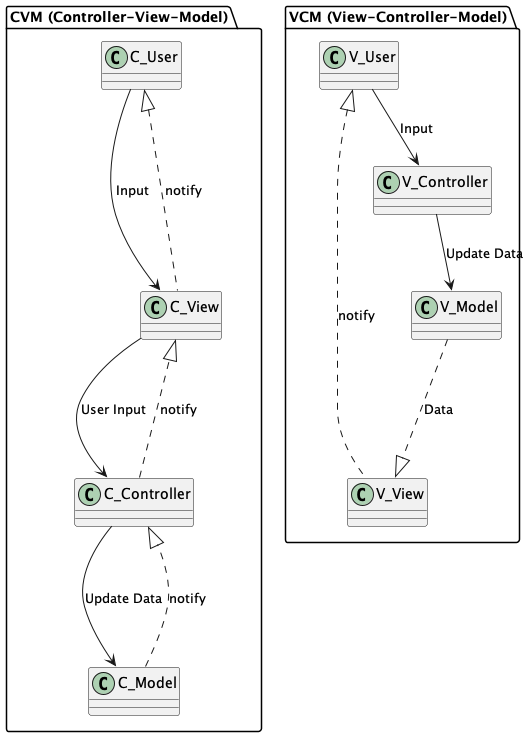 CVM (Controller-View-Model)
C C_User
Input
notify
C C_View
User Input
notify
C C_Controller
Update Data
notify
C C_Model
VCM (View-Controller-Model)
C V_User
Input
C V_Controller
Update Data
C V_Model
notify
Data
C V_View